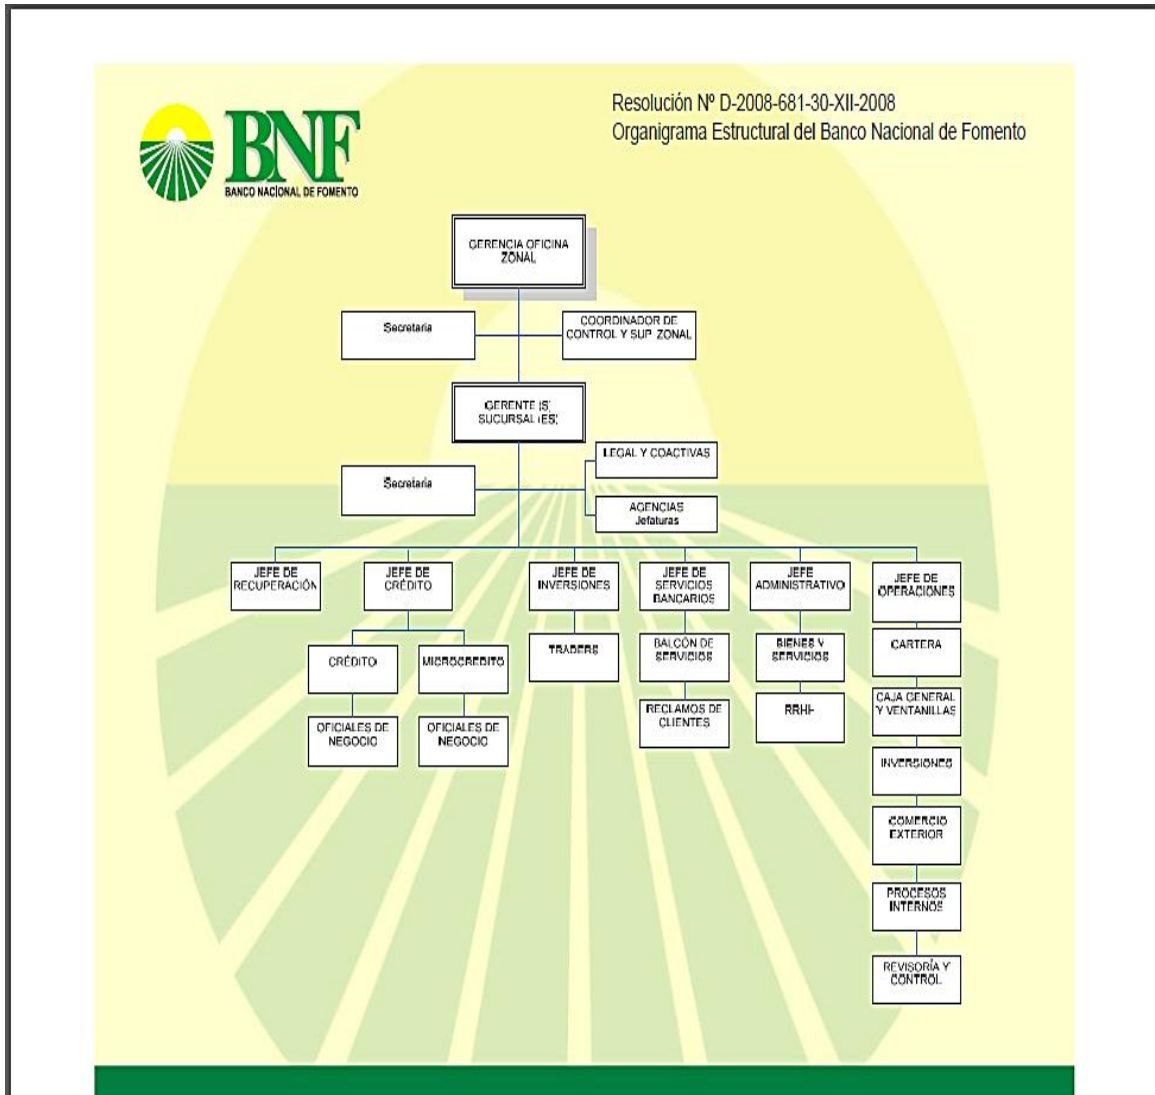 Resolución Nº D-2008-681-30-XII-2008
Organigrama Estructural del Banco Nacional de Fomento
BNF
BANCO NACIONAL DE FOMENTO
GERENCIA OFICINA
ZONAL
Secretaria
COORDINADOR DE
CONTROL Y SUP ZONAL
GERENTE (S)
SUCURSAL (ES)
LEGAL Y COACTIVAS
Secretaria
AGENCIAS
Jefaturas
JEFE DE
RECUPERACIÓN
JEFE DE
CRÉDITO
JEFE DE
INVERSIONES
JEFE DE
SERVICIOS
BANCARIOS
JEFE
ADMINISTRATIVO
JEFE DE
OPERACIONES
CRÉDITO
MICROCREDITO
TRADERS
BALCÓN DE
SERVICIOS
BIENES Y
SERVICIOS
CARTERA
OFICIALES DE
NEGOCIO
OFICIALES DE
NEGOCIO
RECLAMOS DE
CLIENTES
RRHH
CAJA GENERAL
Y VENTANILLAS
INVERSIONES
COMERCIO
EXTERIOR
PROCESOS
INTERNOS
REVISORÍA Y
CONTROL